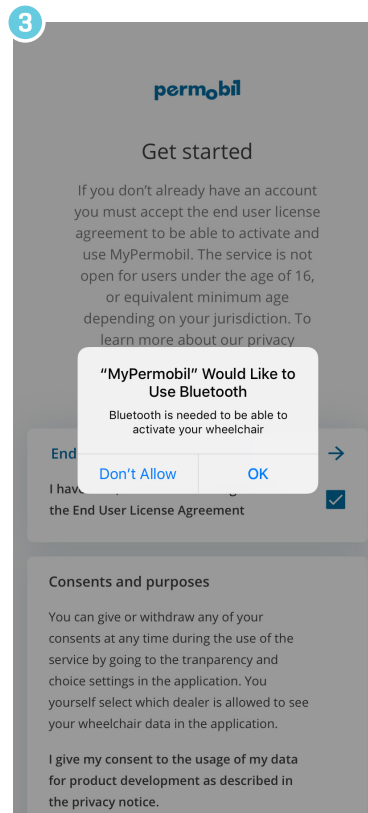 3
permobil
Get started
If you don't already have an account
you must accept the end user license
agreement to be able to activate and
use MyPermobil. The service is not
open for users under the age of 16,
or equivalent minimum age
depending on your jurisdiction. To
learn more about our privacy
“MyPermobil” Would Like to
Use Bluetooth
Bluetooth is needed to be able to
activate your wheelchair
Don't Allow
OK
End
I have
the End User License Agreement
Consents and purposes
You can give or withdraw any of your
consents at any time during the use of the
service by going to the tranparency and
choice settings in the application. You
yourself select which dealer is allowed to see
your wheelchair data in the application.
I give my consent to the usage of my data
for product development as described in
the privacy notice.